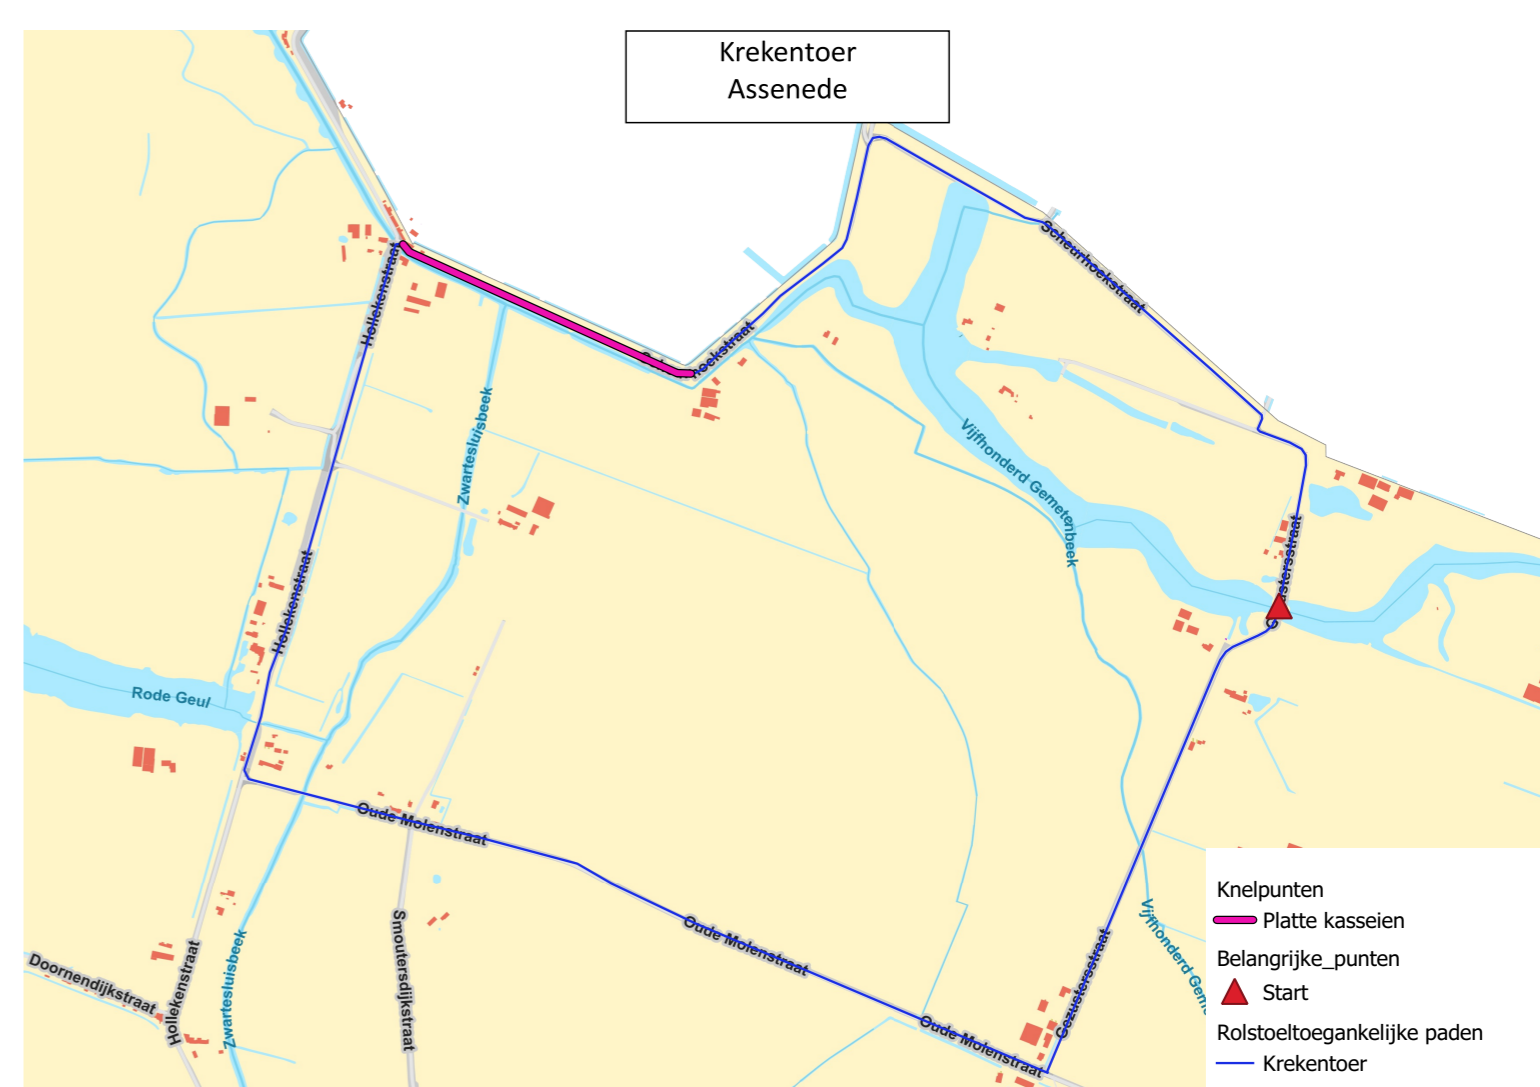 Krekentoer
Assenede
Scheurhoekstraat
Hollekenstraat
Zwartesluisbeek
Vijfhonderd Gemetenbeek
Hollekenstraat
Rode Geul
Oude Molenstraat
Oude Molenstraat
Oude Molenstraat
Smoutersdijkstraat
Gezustersstraat
Doornendijkstraat
Hollekenstraat
Zwartesluisbeek
Knelpunten
Platte kasseien
Belangrijke_punten
Start
Rolstoeltoegankelijke paden
Krekentoer